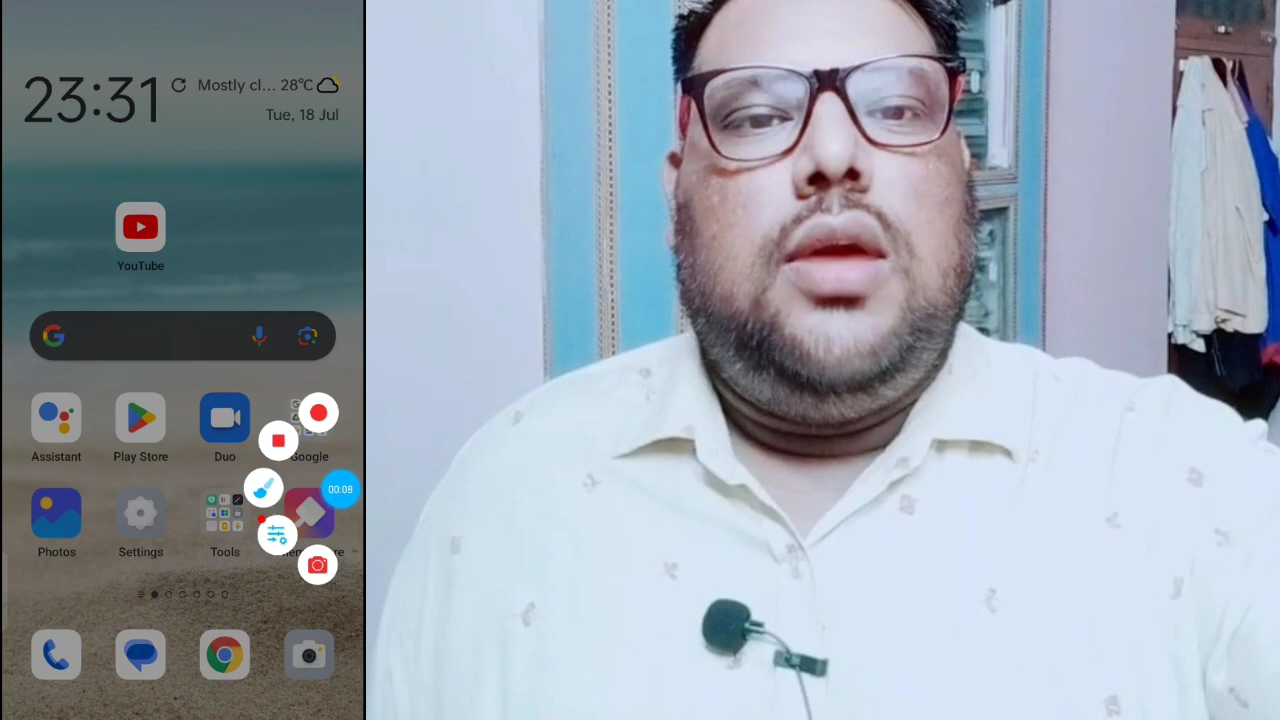 23:31
Mostly cl... 28°C
Tue, 18 Jul
YouTube
Assistant
Play Store
Duo
Google
00:08
Photos
Settings
Tools